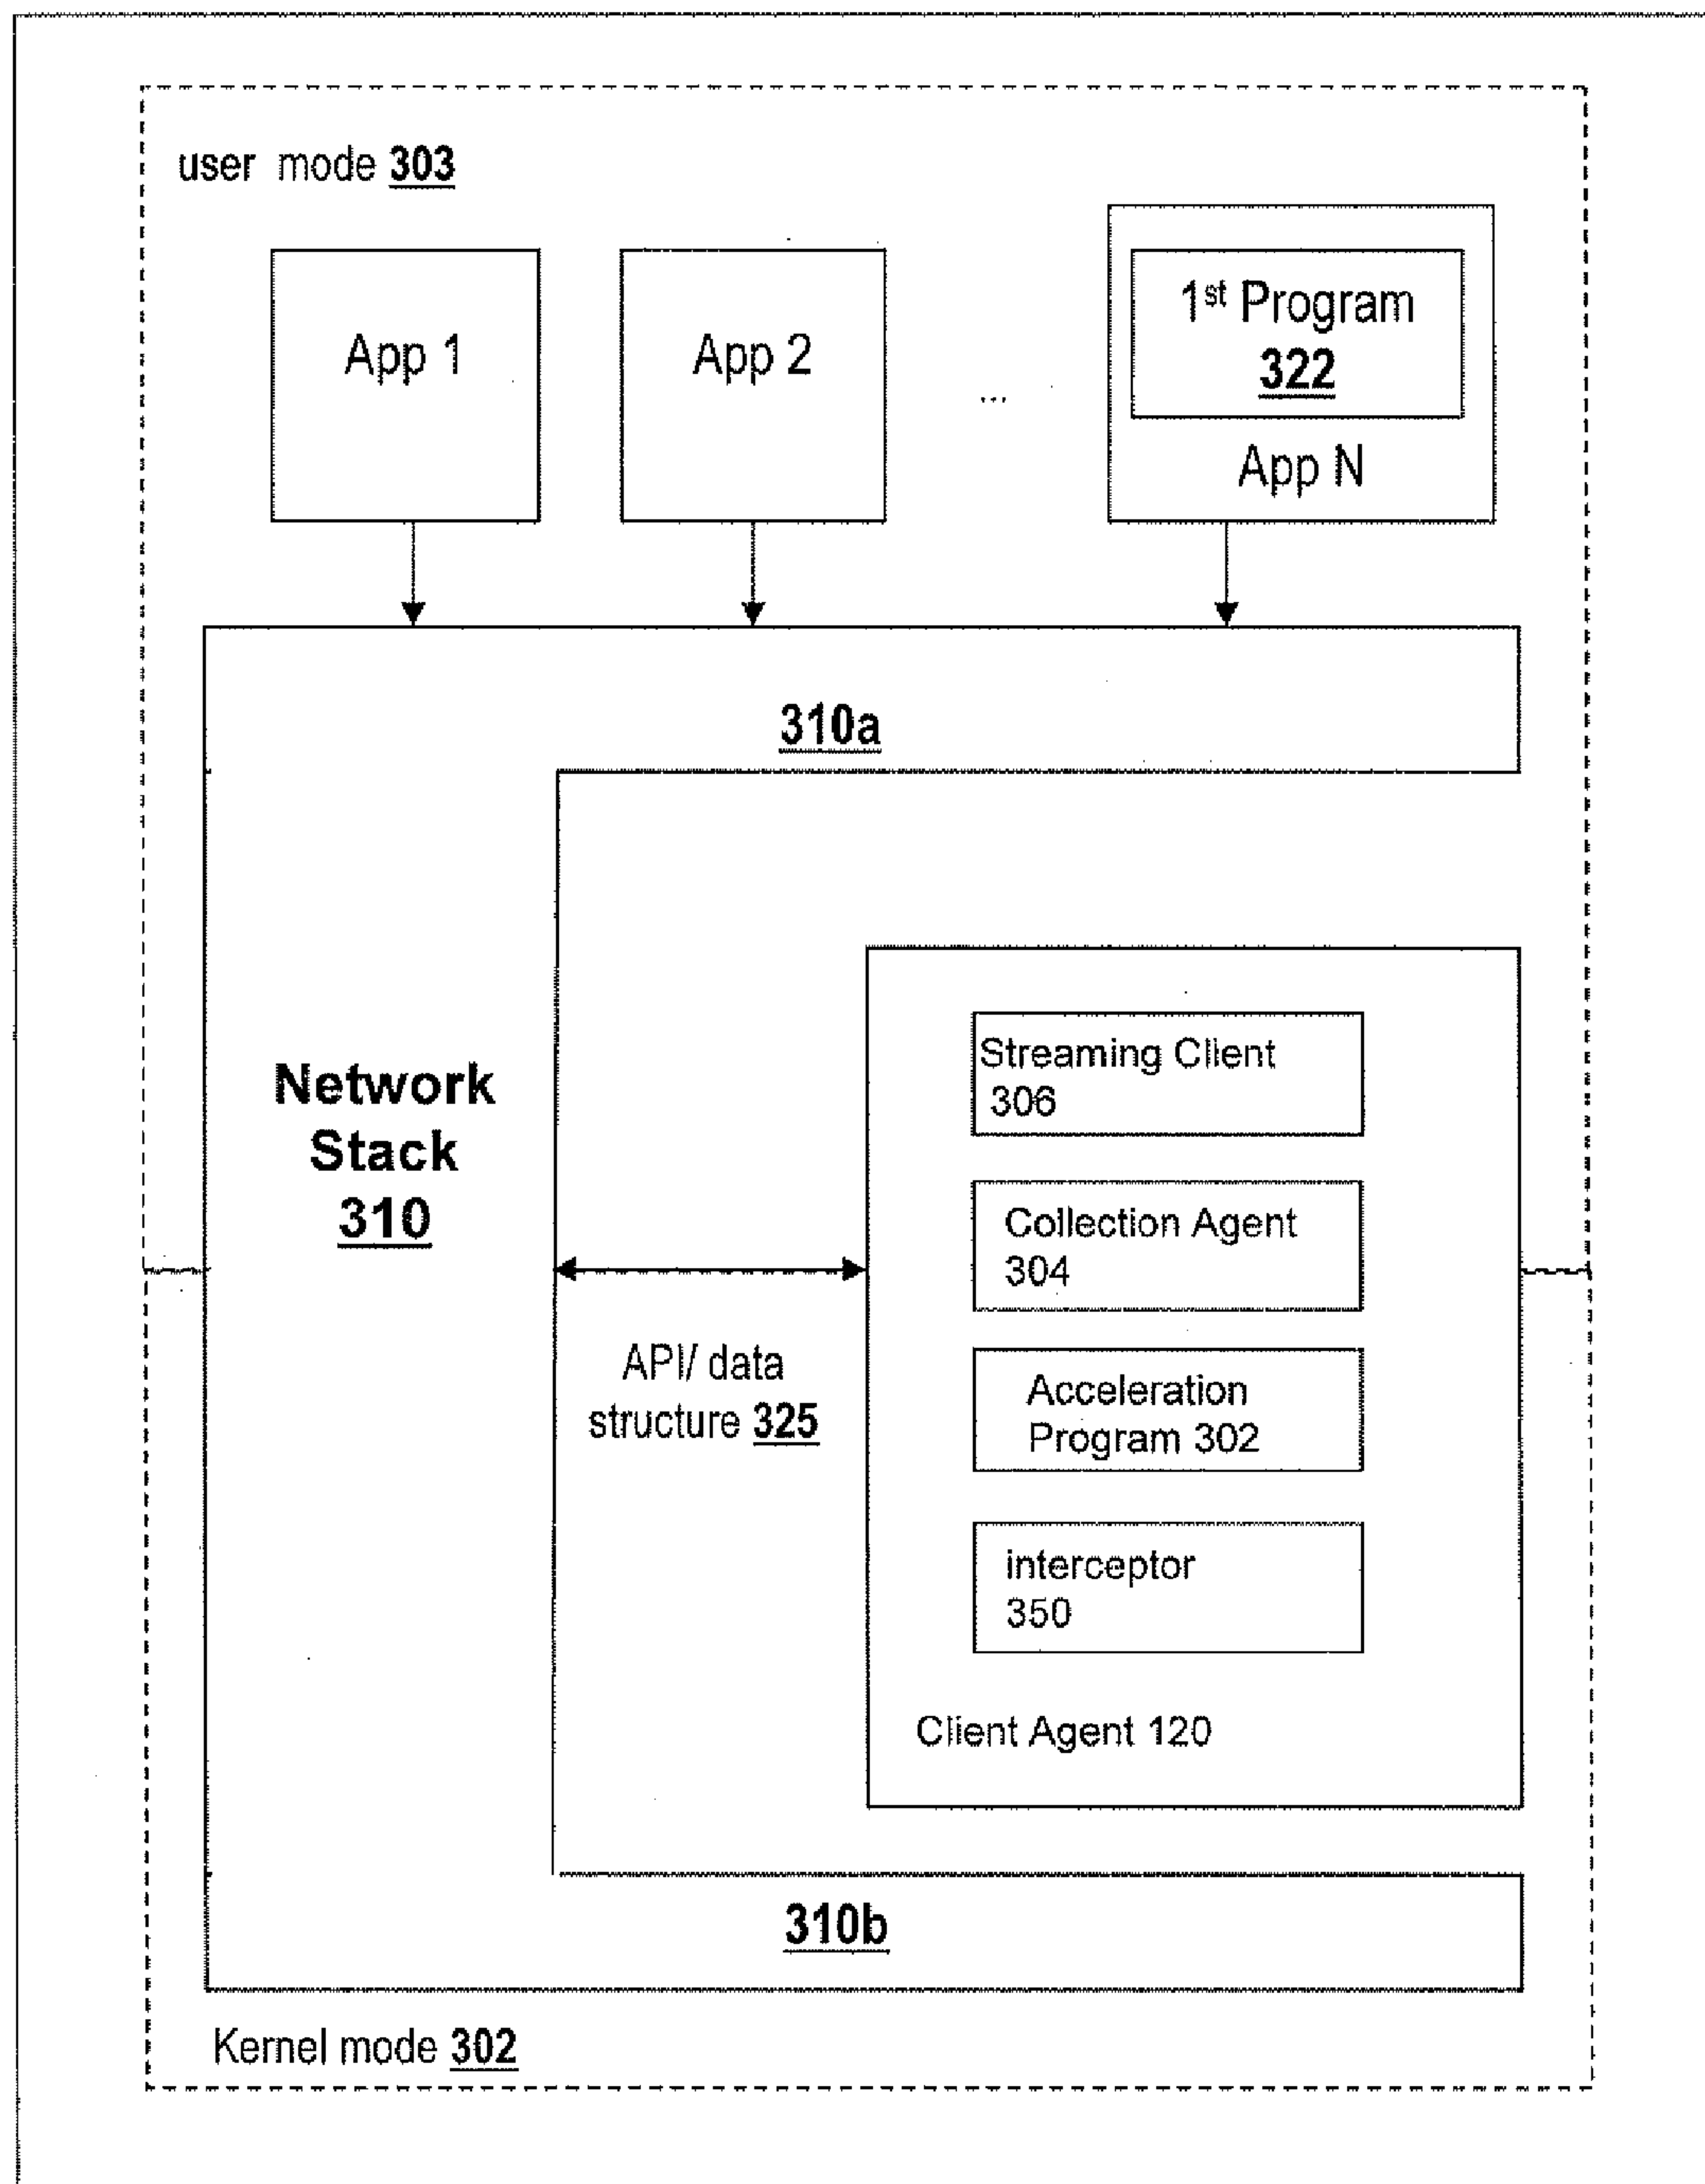 user mode 303
App 1
App 2
...
1st Program
322
App N
310a
Network
Stack
310
Streaming Client
306
Collection Agent
304
API/ data
structure 325
Acceleration
Program 302
interceptor
350
Client Agent 120
310b
Kernel mode 302